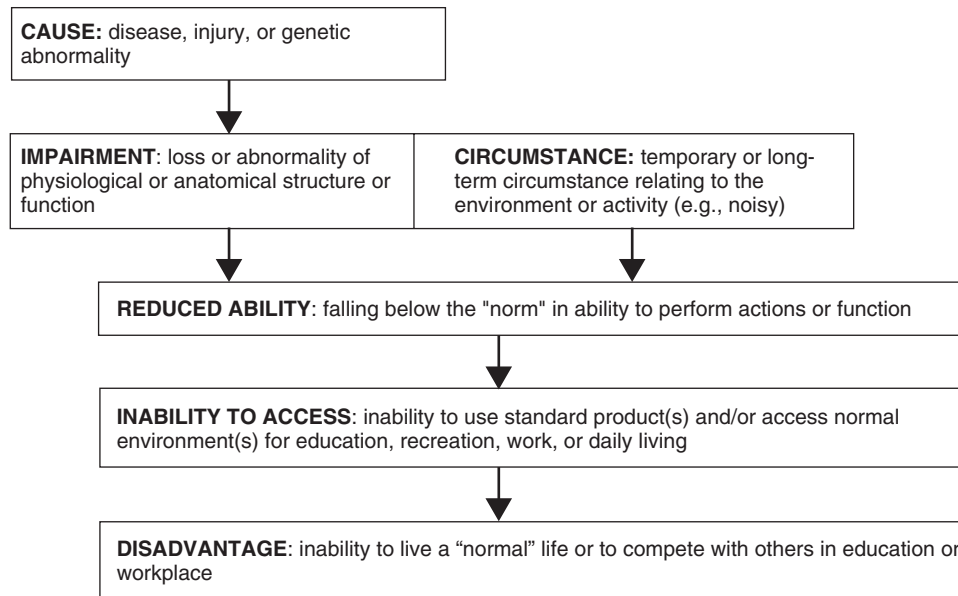 CAUSE: disease, injury, or genetic
abnormality
IMPAIRMENT: loss or abnormality of
physiological or anatomical structure or
function
CIRCUMSTANCE: temporary or long-
term circumstance relating to the
environment or activity (e.g., noisy)
REDUCED ABILITY: falling below the "norm" in ability to perform actions or function
INABILITY TO ACCESS: inability to use standard product(s) and/or access normal
environment(s) for education, recreation, work, or daily living
DISADVANTAGE: inability to live a “normal” life or to compete with others in education or
workplace